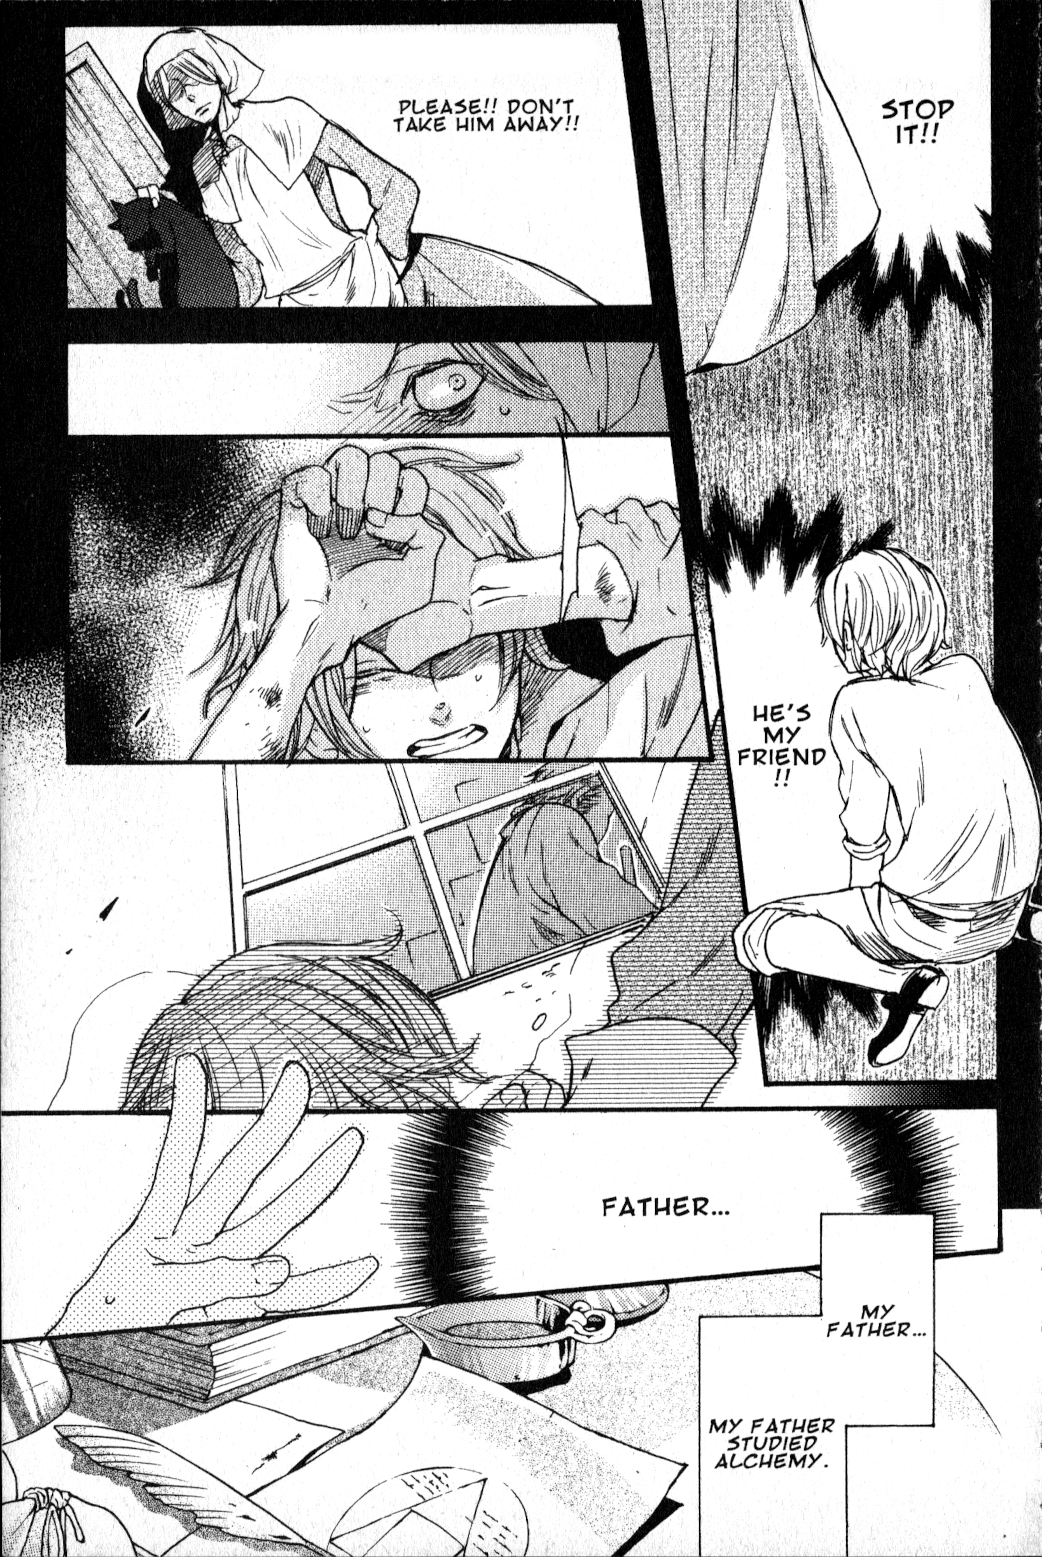 STOP
IT!!
PLEASE!! DON'T
TAKE HIM AWAY!!
HE'S
MY
FRIEND
!!
FATHER...
MY
FATHER...
MY FATHER
STUDIED
ALCHEMY.